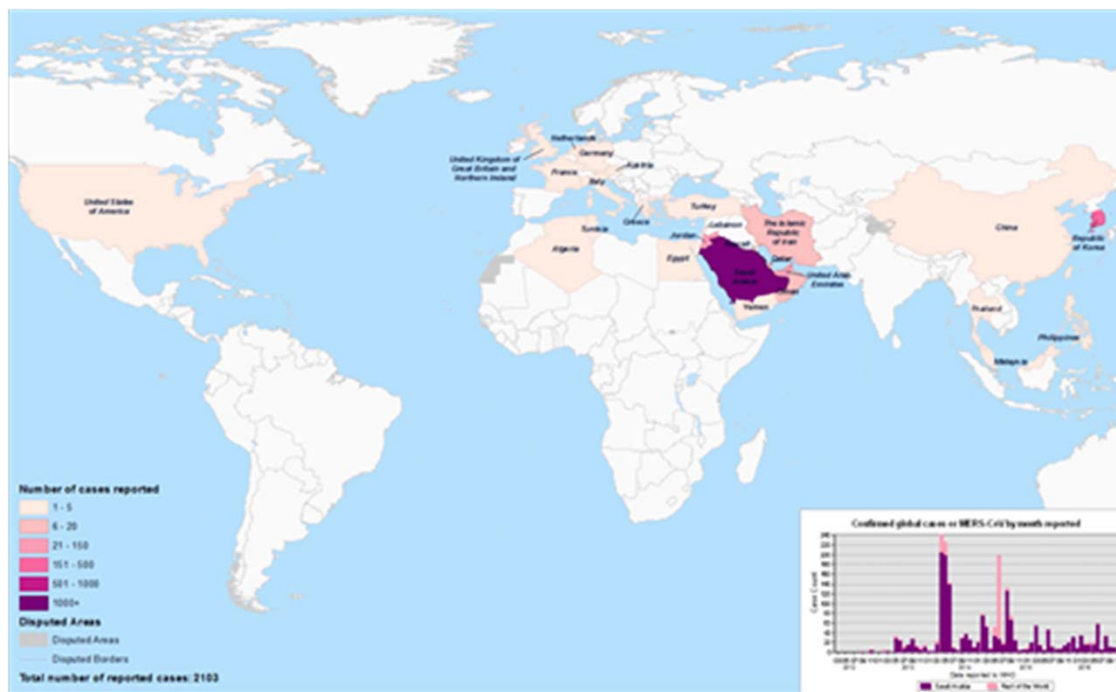 Netherlands
Germany
United Kingdom of
Great Britain and
Northern Ireland
Austria
France
Italy
United States
of America
Turkey
Greece
Lebanon
The Islamic
Republic
of Iran
China
Tunisia
Jordan
Republic
of Korea
Algeria
Egypt
Qatar
Saudi
Arabia
United Arab
Emirates
Oman
Yemen
Thailand
Philippines
Malaysia
Number of cases reported
1 - 5
6 - 20
21 - 150
151 - 500
501 - 1000
1000+
Disputed Areas
Disputed Areas
Disputed Borders
Total number of reported cases: 2103
Confirmed global cases of MERS-CoV by month reported
Case Count
Date reported to WHO
Saudi Arabia
Rest of the World